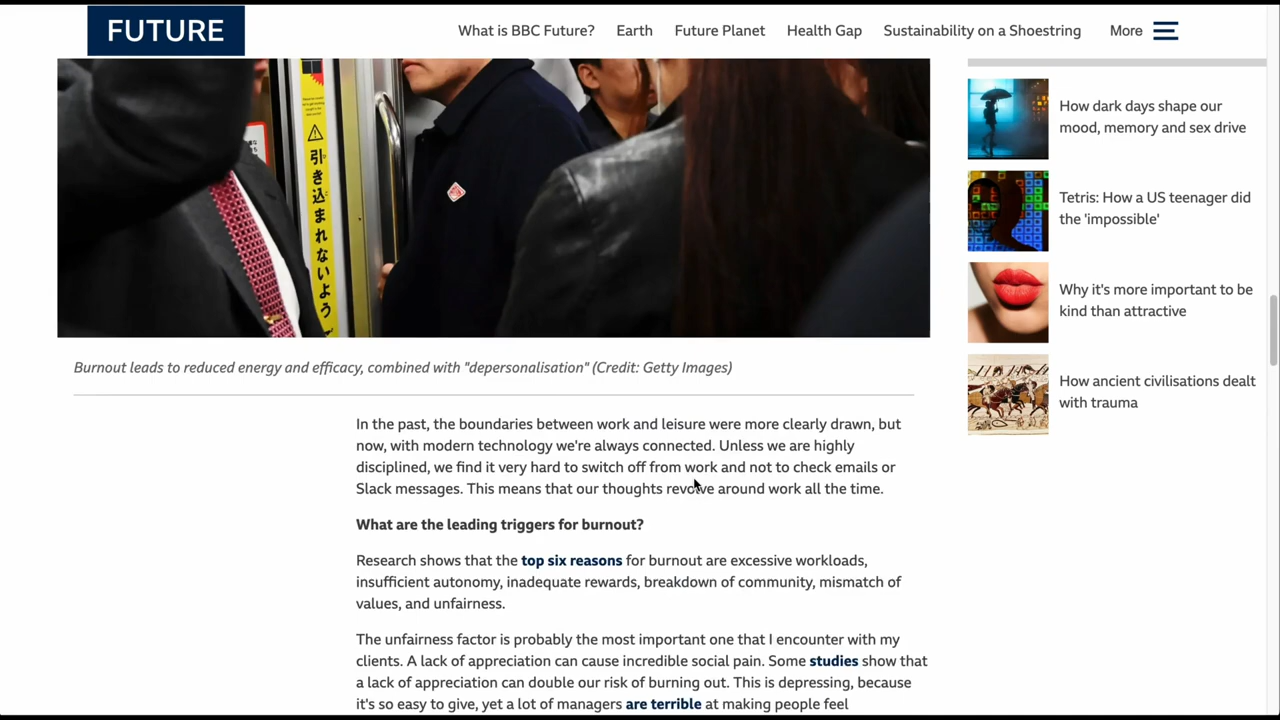 FUTURE
What is BBC Future?
Earth
Future Planet
Health Gap
Sustainability on a Shoestring
More
引き込まれないよう
How dark days shape our
mood, memory and sex drive
Tetris: How a US teenager did
the 'impossible'
Why it's more important to be
kind than attractive
How ancient civilisations dealt
with trauma
Burnout leads to reduced energy and efficacy, combined with "depersonalisation" (Credit: Getty Images)
In the past, the boundaries between work and leisure were more clearly drawn, but
now, with modern technology we're always connected. Unless we are highly
disciplined, we find it very hard to switch off from work and not to check emails or
Slack messages. This means that our thoughts revolve around work all the time.
What are the leading triggers for burnout?
Research shows that the top six reasons for burnout are excessive workloads,
insufficient autonomy, inadequate rewards, breakdown of community, mismatch of
values, and unfairness.
The unfairness factor is probably the most important one that I encounter with my
clients. A lack of appreciation can cause incredible social pain. Some studies show that
a lack of appreciation can double our risk of burning out. This is depressing, because
it's so easy to give, yet a lot of managers are terrible at making people feel